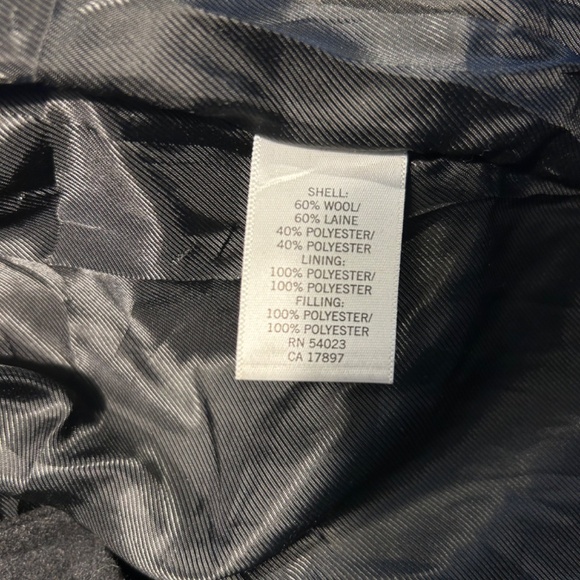 SHELL:
60% WOOL/
60% LAINE
40% POLYESTER/
40% POLYESTER
LINING:
100% POLYESTER/
100% POLYESTER
FILLING:
100% POLYESTER/
100% POLYESTER
RN 54023
CA 17897